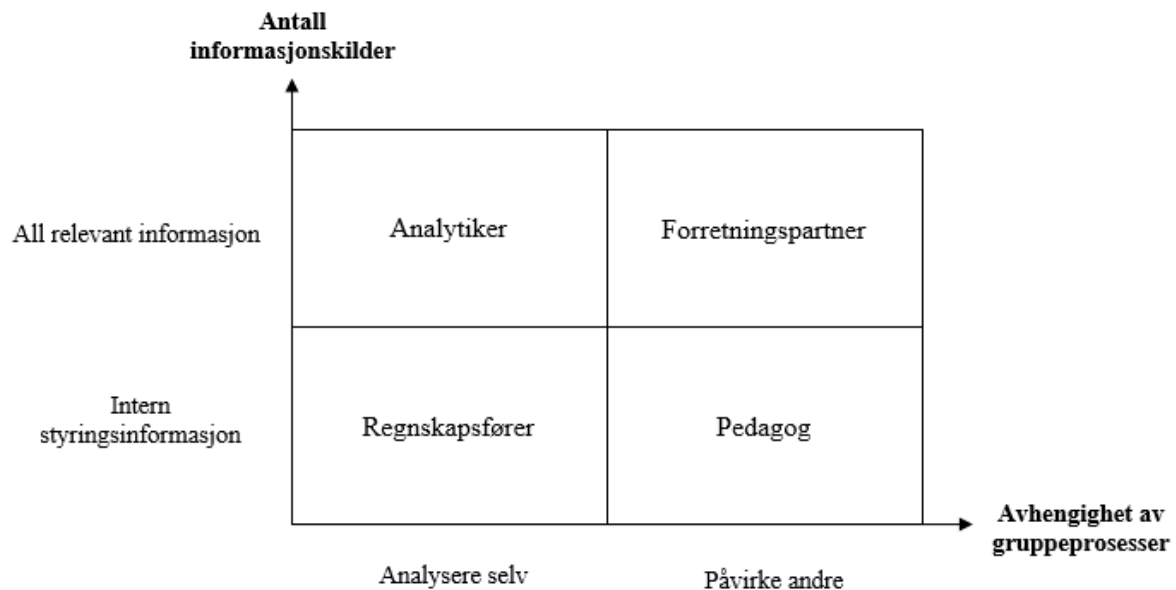 Antall
informasjonskilder
All relevant informasjon
Analytiker
Forretningspartner
Intern
styringsinformasjon
Regnskapsfører
Pedagog
Avhengighet av
gruppeprosesser
Analysere selv
Påvirke andre